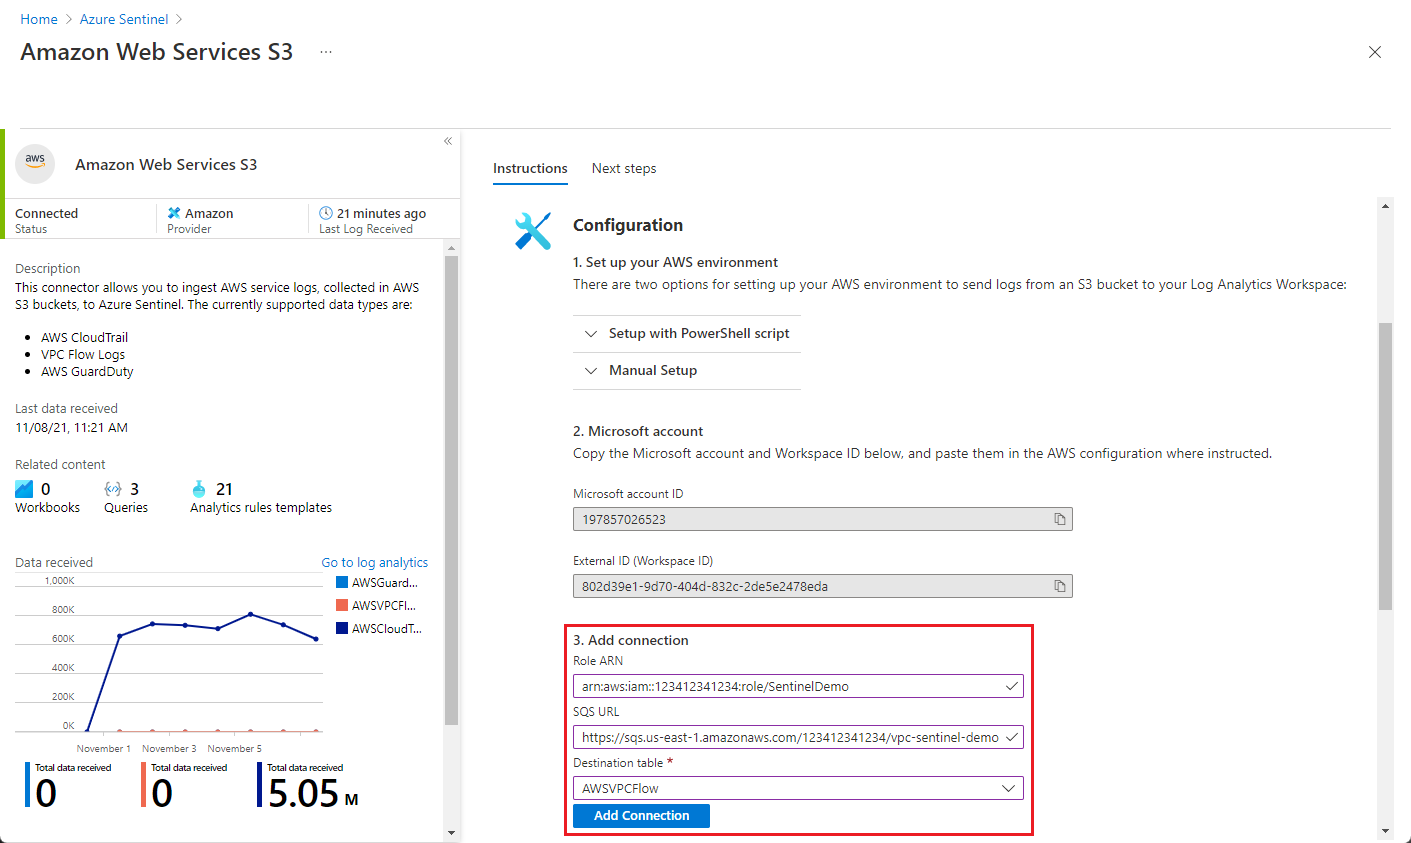 Home > Azure Sentinel >
Amazon Web Services S3 ...
aws
Amazon Web Services S3
Connected
Status
Amazon
Provider
21 minutes ago
Last Log Received
Description
This connector allows you to ingest AWS service logs, collected in AWS
S3 buckets, to Azure Sentinel. The currently supported data types are:
• AWS CloudTrail
• VPC Flow Logs
• AWS GuardDuty
Last data received
11/08/21, 11:21 AM
Related content
0
Workbooks
3
Queries
21
Analytics rules templates
Data received
Go to log analytics
1,000K
800K
600K
400K
200K
0K
November 1
November 3
November 5
AWSGuard...
AWSVPCFl...
AWSCloudT...
Total data received
0
Total data received
0
Total data received
5.05 M
Instructions
Next steps
Configuration
1. Set up your AWS environment
There are two options for setting up your AWS environment to send logs from an S3 bucket to your Log Analytics Workspace:
Setup with PowerShell script
Manual Setup
2. Microsoft account
Copy the Microsoft account and Workspace ID below, and paste them in the AWS configuration where instructed.
Microsoft account ID
197857026523
External ID (Workspace ID)
802d39e1-9d70-404d-832c-2de5e2478eda
3. Add connection
Role ARN
arn:aws:iam::123412341234:role/SentinelDemo
SQS URL
https://sqs.us-east-1.amazonaws.com/123412341234/vpc-sentinel-demo
Destination table *
AWSVPCFlow
Add Connection